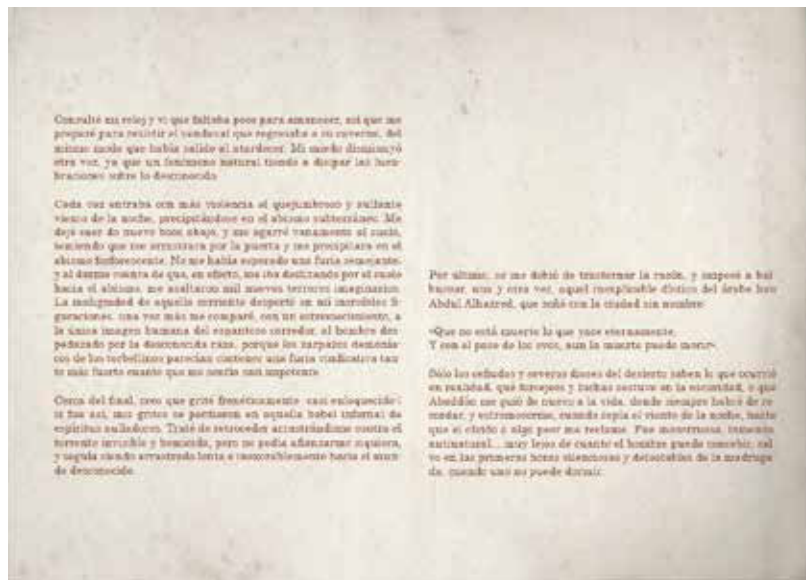 Consulté mi reloj y vi que faltaba poco para amanecer, así que me
preparé para resistir el vendaval que regresaba a su caverna, del
mismo modo que había salido al atardecer. Mi miedo disminuyó
otra vez, ya que un fenómeno natural tiende a disipar las lucu-
braciones sobre lo desconocido.
Cada vez entraba con más violencia el quejumbroso y aullante
viento de la noche, precipitándose en el abismo subterráneo. Me
dejé caer de nuevo boca abajo, y me agarré vanamente al suelo,
temiendo que me arrastrara por la puerta y me precipitara en el
abismo fosforescente. No me había esperado una furia semejante;
y al darme cuenta de que, en efecto, me iba deslizando por el suelo
hacia el abismo, me asaltaron mil nuevos terrores imaginarios.
La malignidad de aquella corriente despertó en mí increíbles fi-
guraciones; una vez más me comparé, con un estremecimiento, a
la única imagen humana del espantoso corredor, al hombre des-
pedazado por la desconocida raza, porque los zarpazos demonía-
cos de los torbellinos parecían contener una furia vindicativa tan-
to más fuerte cuanto que me sentía casi impotente.
Cerca del final, creo que grité frenéticamente casi enloquecido
si fue así, mis gritos se perdieron en aquella babel infernal de
espíritus aulladores. Traté de retroceder arrastrándome contra el
torrente invisible y homicida, pero no podía afianzarme siquiera,
y seguía siendo arrastrado lenta e inexorablemente hacia el mun-
do desconocido.
Por último, se me debió de trastornar la razón, y empecé a bal-
bucear, una y otra vez, aquel inexplicable dístico del árabe loco
Abdul Alhazred, que soñó con la ciudad sin nombre:
«Que no está muerto lo que yace eternamente,
Y con el paso de los evos, aun la muerte puede morir».
Sólo los ceñudos y severos dioses del desierto saben lo que ocurrió
en realidad, qué forcejeos y luchas sostuve en la oscuridad, o qué
Abaddón me guió de nuevo a la vida, donde siempre habré de re-
cordar, y estremecerme, cuando sopla el viento de la noche, hasta
que el olvido o algo peor me reclame. Fue monstruoso, inmenso
antinatural... muy lejos de cuanto el hombre puede concebir, sal-
vo en las primeras horas silenciosas y detestables de la madruga-
da, cuando uno no puede dormir.